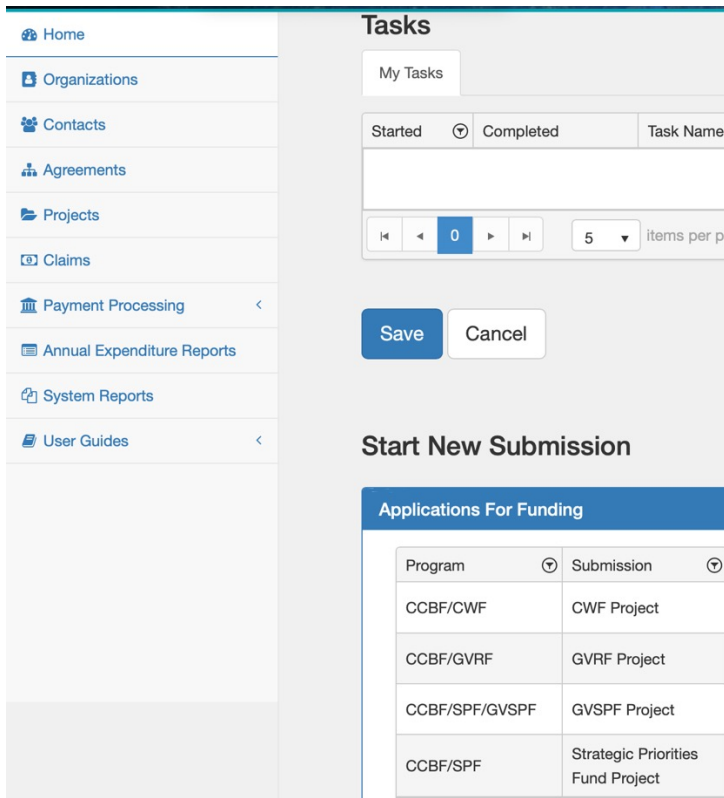 Home
Organizations
Contacts
Agreements
Projects
Claims
Payment Processing
Annual Expenditure Reports
System Reports
User Guides
Tasks
My Tasks
Started Completed Task Name
0 5 items per p
Save Cancel
Start New Submission
Applications For Funding
Program Submission
CCBF/CWF CWF Project
CCBF/GVRF GVRF Project
CCBF/SPF/GVSPF GVSPF Project
CCBF/SPF Strategic Priorities
Fund Project